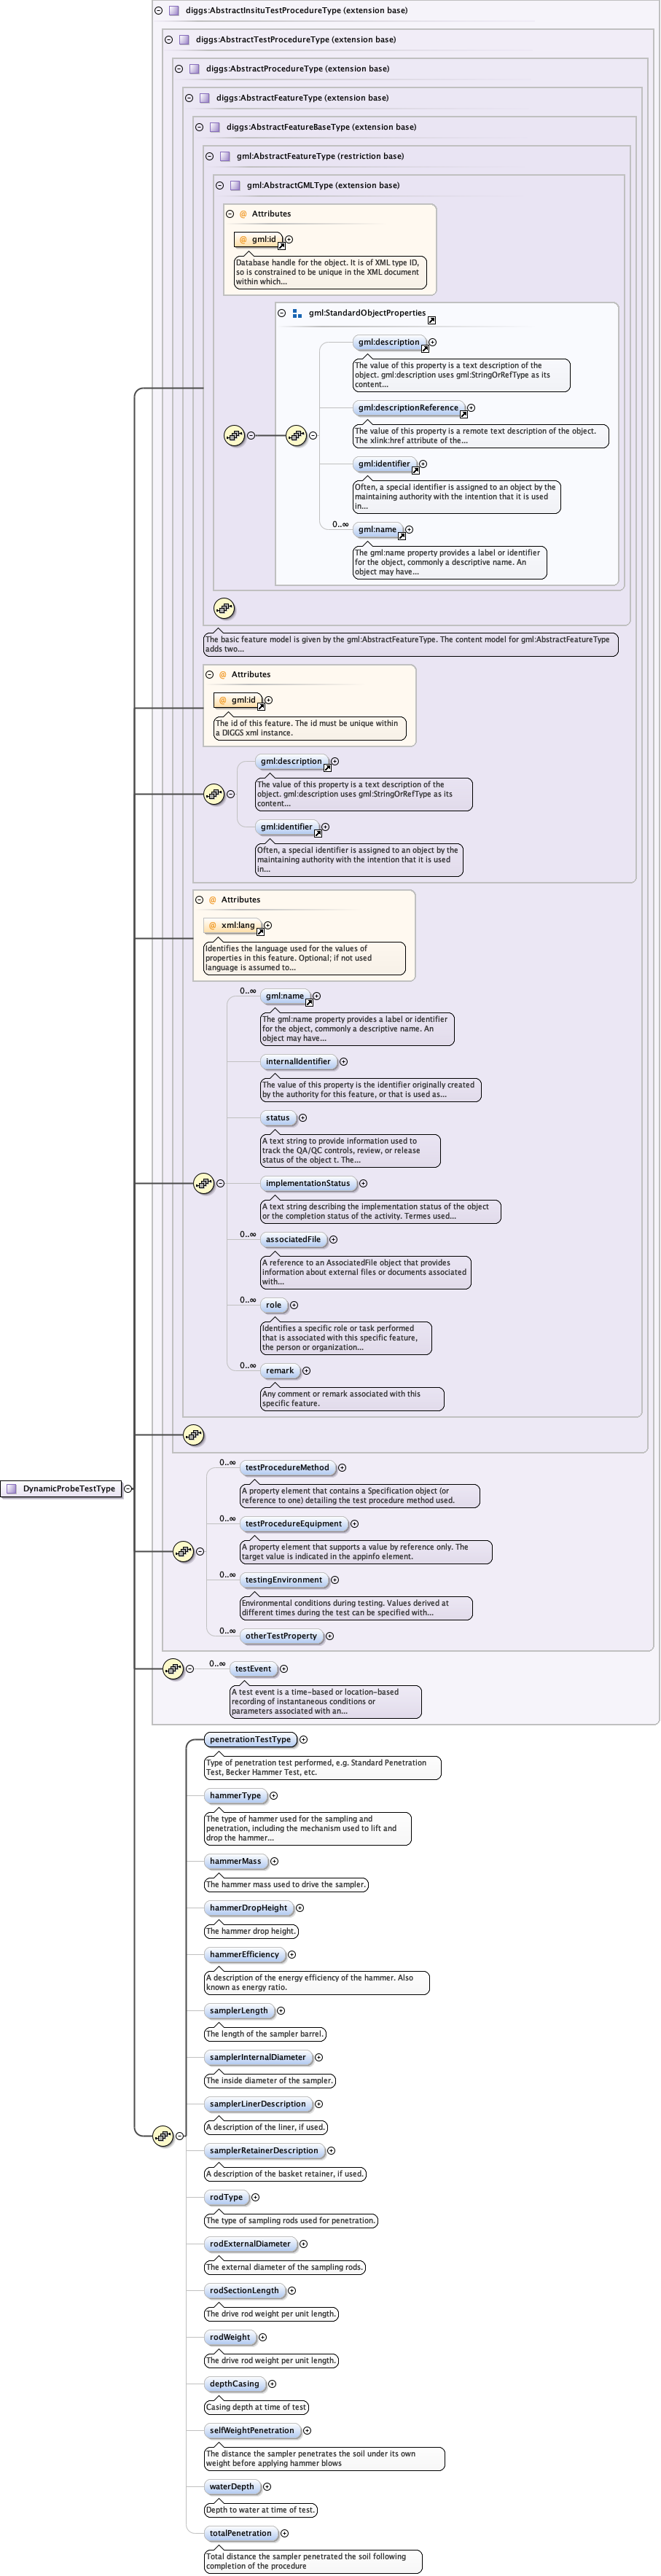 diggs:AbstractInsituTestProcedureType (extension base)
diggs:AbstractTestProcedureType (extension base)
diggs:AbstractProcedureType (extension base)
diggs:AbstractFeatureType (extension base)
diggs:AbstractFeatureBaseType (extension base)
gml:AbstractFeatureType (restriction base)
gml:AbstractGMLType (extension base)
@ Attributes
@ gml:id
Database handle for the object. It is of XML type ID,
so is constrained to be unique in the XML document
within which...
gml:StandardObjectProperties
gml:description
The value of this property is a text description of the
object. gml:description uses gml:StringOrRefType as its
content...
gml:descriptionReference
The value of this property is a remote text description of the object.
The xlink:href attribute of the...
gml:identifier
Often, a special identifier is assigned to an object by the
maintaining authority with the intention that it is used
in...
0..∞
gml:name
The gml:name property provides a label or identifier
for the object, commonly a descriptive name. An
object may have...
The basic feature model is given by the gml:AbstractFeatureType. The content model for gml:AbstractFeatureType
adds two...
@ Attributes
@ gml:id
The id of this feature. The id must be unique within
a DIGGS xml instance.
gml:description
The value of this property is a text description of the
object. gml:description uses gml:StringOrRefType as its
content...
gml:identifier
Often, a special identifier is assigned to an object by the
maintaining authority with the intention that it is used
in...
@ Attributes
@ xml:lang
Identifies the language used for the values of
properties in this feature. Optional; if not used
language is assumed to...
0..∞
gml:name
The gml:name property provides a label or identifier
for the object, commonly a descriptive name. An
object may have...
internalIdentifier
The value of this property is the identifier originally created
by the authority for this feature, or that is used as...
status
A text string to provide information used to
track the QA/QC controls, review, or release
status of the object t. The...
implementationStatus
A text string describing the implementation status of the object
or the completion status of the activity. Termes used...
0..∞
associatedFile
A reference to an AssociatedFile object that provides
information about external files or documents associated
with...
0..∞
role
Identifies a specific role or task performed
that is associated with this specific feature,
the person or organization...
0..∞
remark
Any comment or remark associated with this
specific feature.
0..∞
testProcedureMethod
DynamicProbeTestType
A property element that contains a Specification object (or
reference to one) detailing the test procedure method used.
0..∞
testProcedureEquipment
A property element that supports a value by reference only. The
target value is indicated in the appinfo element.
0..∞
testingEnvironment
Environmental conditions during testing. Values derived at
different times during the test can be specified with...
0..∞
otherTestProperty
0..∞
testEvent
A test event is a time-based or location-based
recording of instantaneous conditions or
parameters associated with an...
penetrationTestType
Type of penetration test performed, e.g. Standard Penetration
Test, Becker Hammer Test, etc.
hammerType
The type of hammer used for the sampling and
penetration, including the mechanism used to lift and
drop the hammer...
hammerMass
The hammer mass used to drive the sampler.
hammerDropHeight
The hammer drop height.
hammerEfficiency
A description of the energy efficiency of the hammer. Also
known as energy ratio.
samplerLength
The length of the sampler barrel.
samplerInternalDiameter
The inside diameter of the sampler.
samplerLinerDescription
A description of the liner, if used.
samplerRetainerDescription
A description of the basket retainer, if used.
rodType
The type of sampling rods used for penetration.
rodExternalDiameter
The external diameter of the sampling rods.
rodSectionLength
The drive rod weight per unit length.
rodWeight
The drive rod weight per unit length.
depthCasing
Casing depth at time of test
selfWeightPenetration
The distance the sampler penetrates the soil under its own
weight before applying hammer blows
waterDepth
Depth to water at time of test.
totalPenetration
Total distance the sampler penetrated the soil following
completion of the procedure